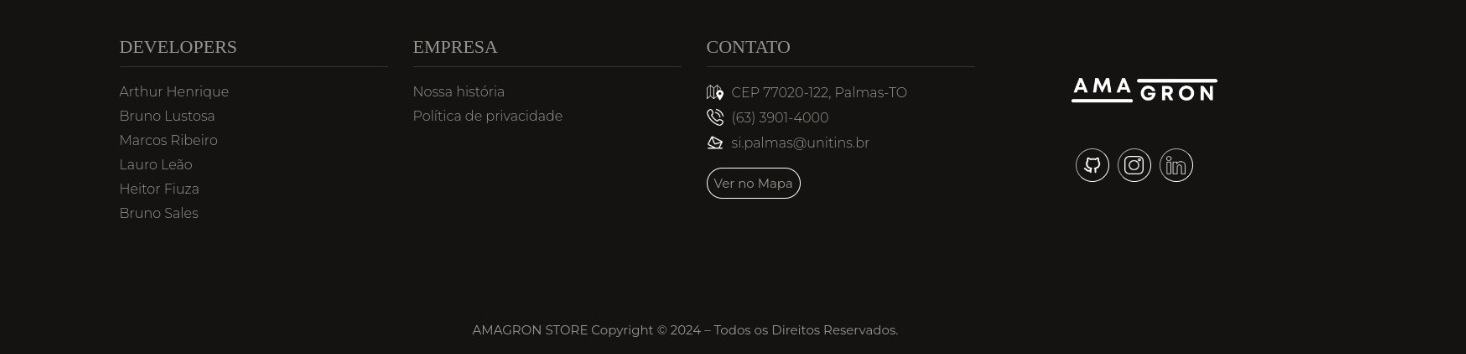 DEVELOPERS
Arthur Henrique
Bruno Lustosa
Marcos Ribeiro
Lauro Leão
Heitor Fiuza
Bruno Sales
EMPRESA
Nossa história
Política de privacidade
CONTATO
CEP 77020-122, Palmas-TO
(63) 3901-4000
si.palmas@unitins.br
Ver no Mapa
AMA
GRON
in
AMAGRON STORE Copyright © 2024 – Todos os Direitos Reservados.